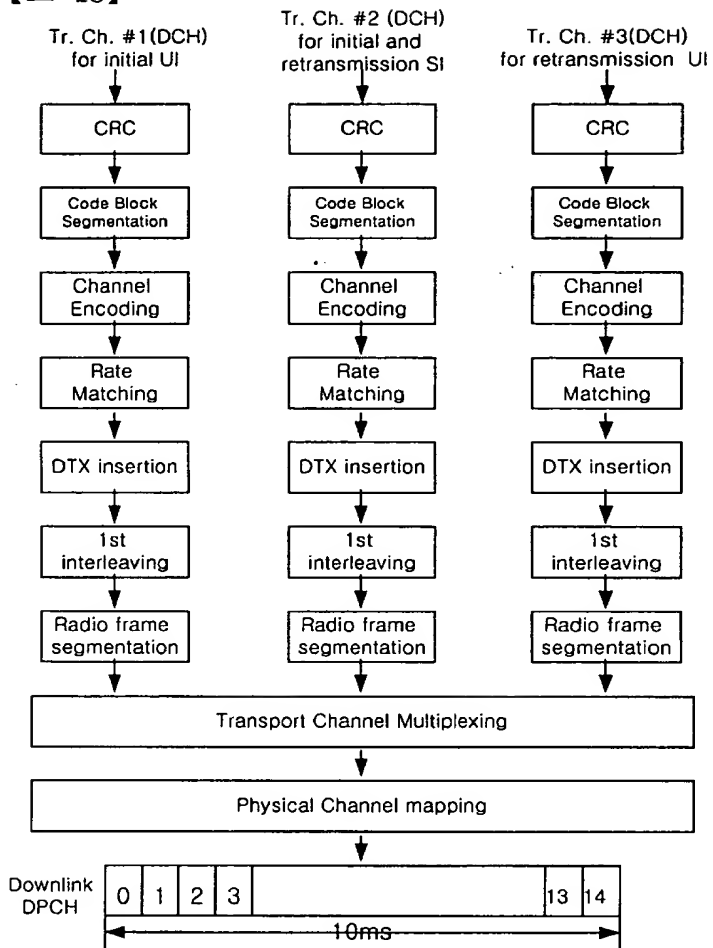 Tr. Ch. #1(DCH)
for initial UI
Tr. Ch. #2 (DCH)
for initial and
retransmission SI
Tr. Ch. #3(DCH)
for retransmission UI
CRC
CRC
CRC
Code Block
Segmentation
Code Block
Segmentation
Code Block
Segmentation
Channel
Encoding
Channel
Encoding
Channel
Encoding
Rate
Matching
Rate
Matching
Rate
Matching
DTX insertion
DTX insertion
DTX insertion
1st
interleaving
1st
interleaving
1st
interleaving
Radio frame
segmentation
Radio frame
segmentation
Radio frame
segmentation
Transport Channel Multiplexing
Physical Channel mapping
Downlink
DPCH
0 1 2 3 13 14
10ms